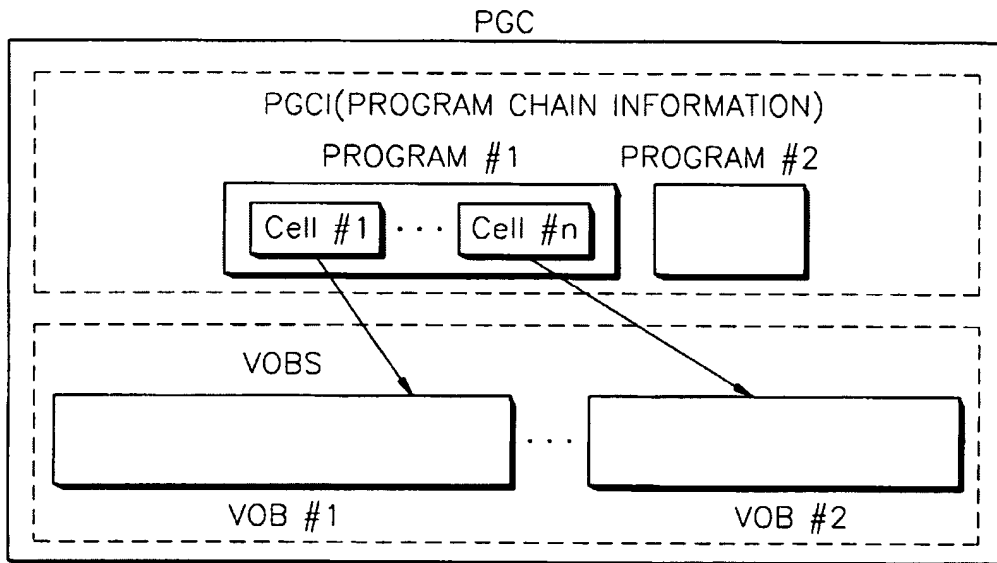 PGC
PGCI(PROGRAM CHAIN INFORMATION)
PROGRAM #1 PROGRAM #2
Cell #1 · · · Cell #n
VOBS
· · ·
VOB #1 VOB #2